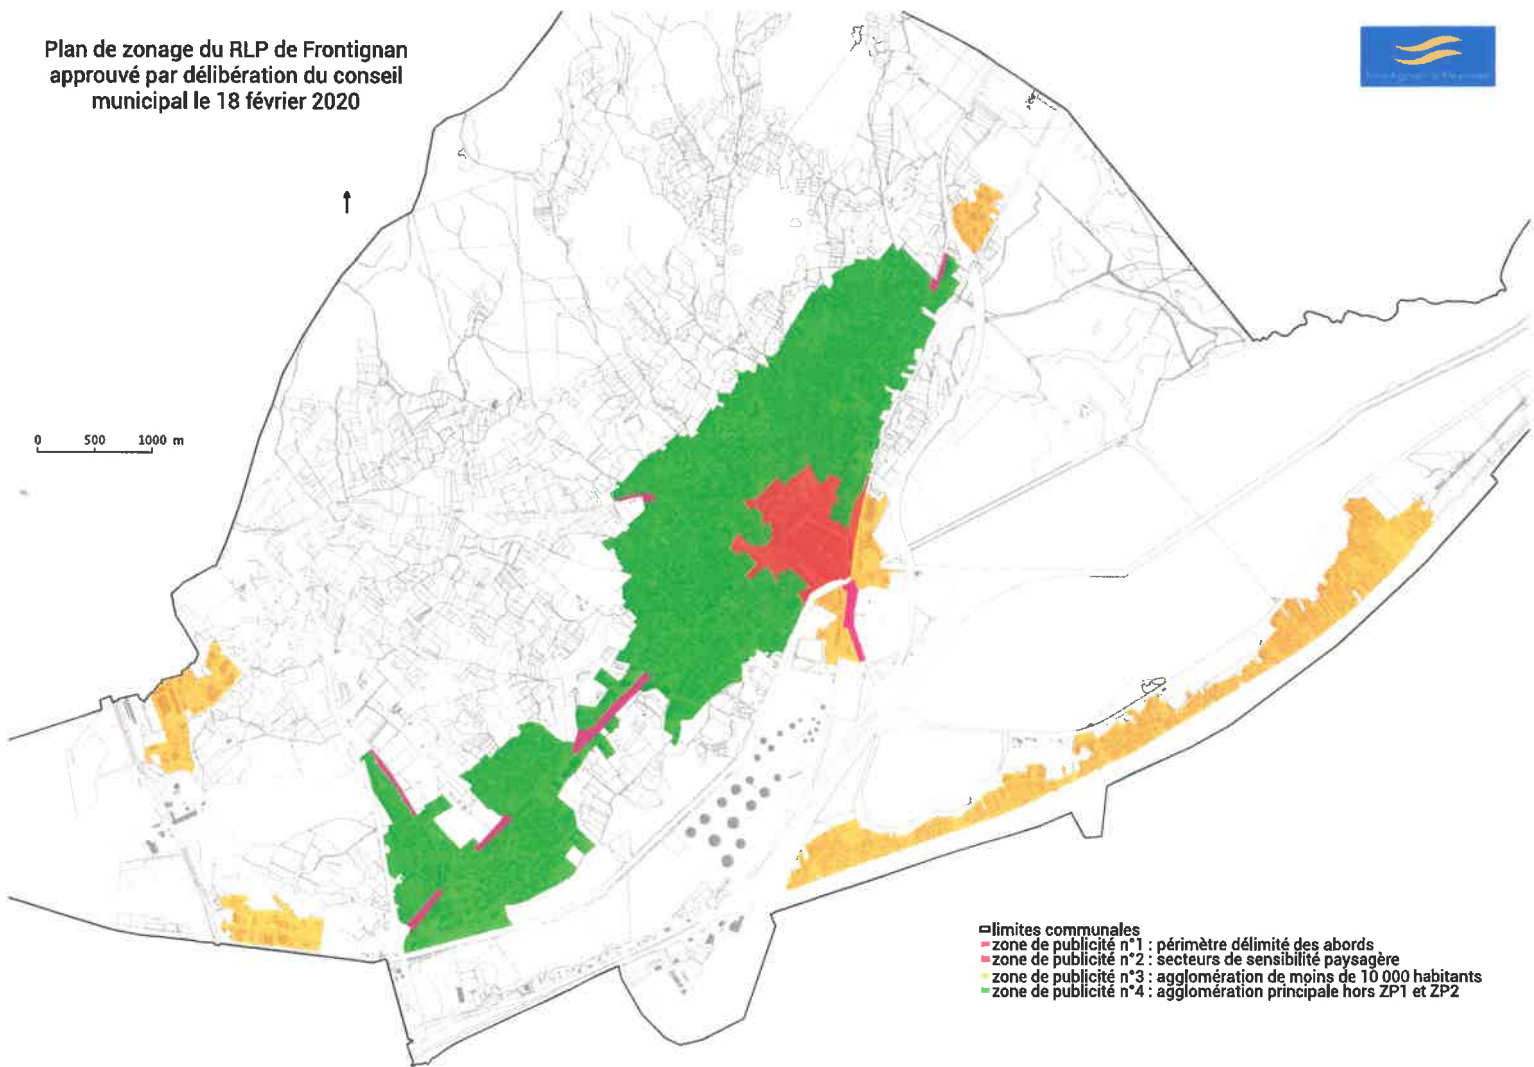 Plan de zonage du RLP de Frontignan
approuvé par délibération du conseil
municipal le 18 février 2020
0 500 1000 m
limites communales
zone de publicité n°1 : périmètre délimité des abords
zone de publicité n°2 : secteurs de sensibilité paysagère
zone de publicité n°3 : agglomération de moins de 10 000 habitants
zone de publicité n°4 : agglomération principale hors ZP1 et ZP2